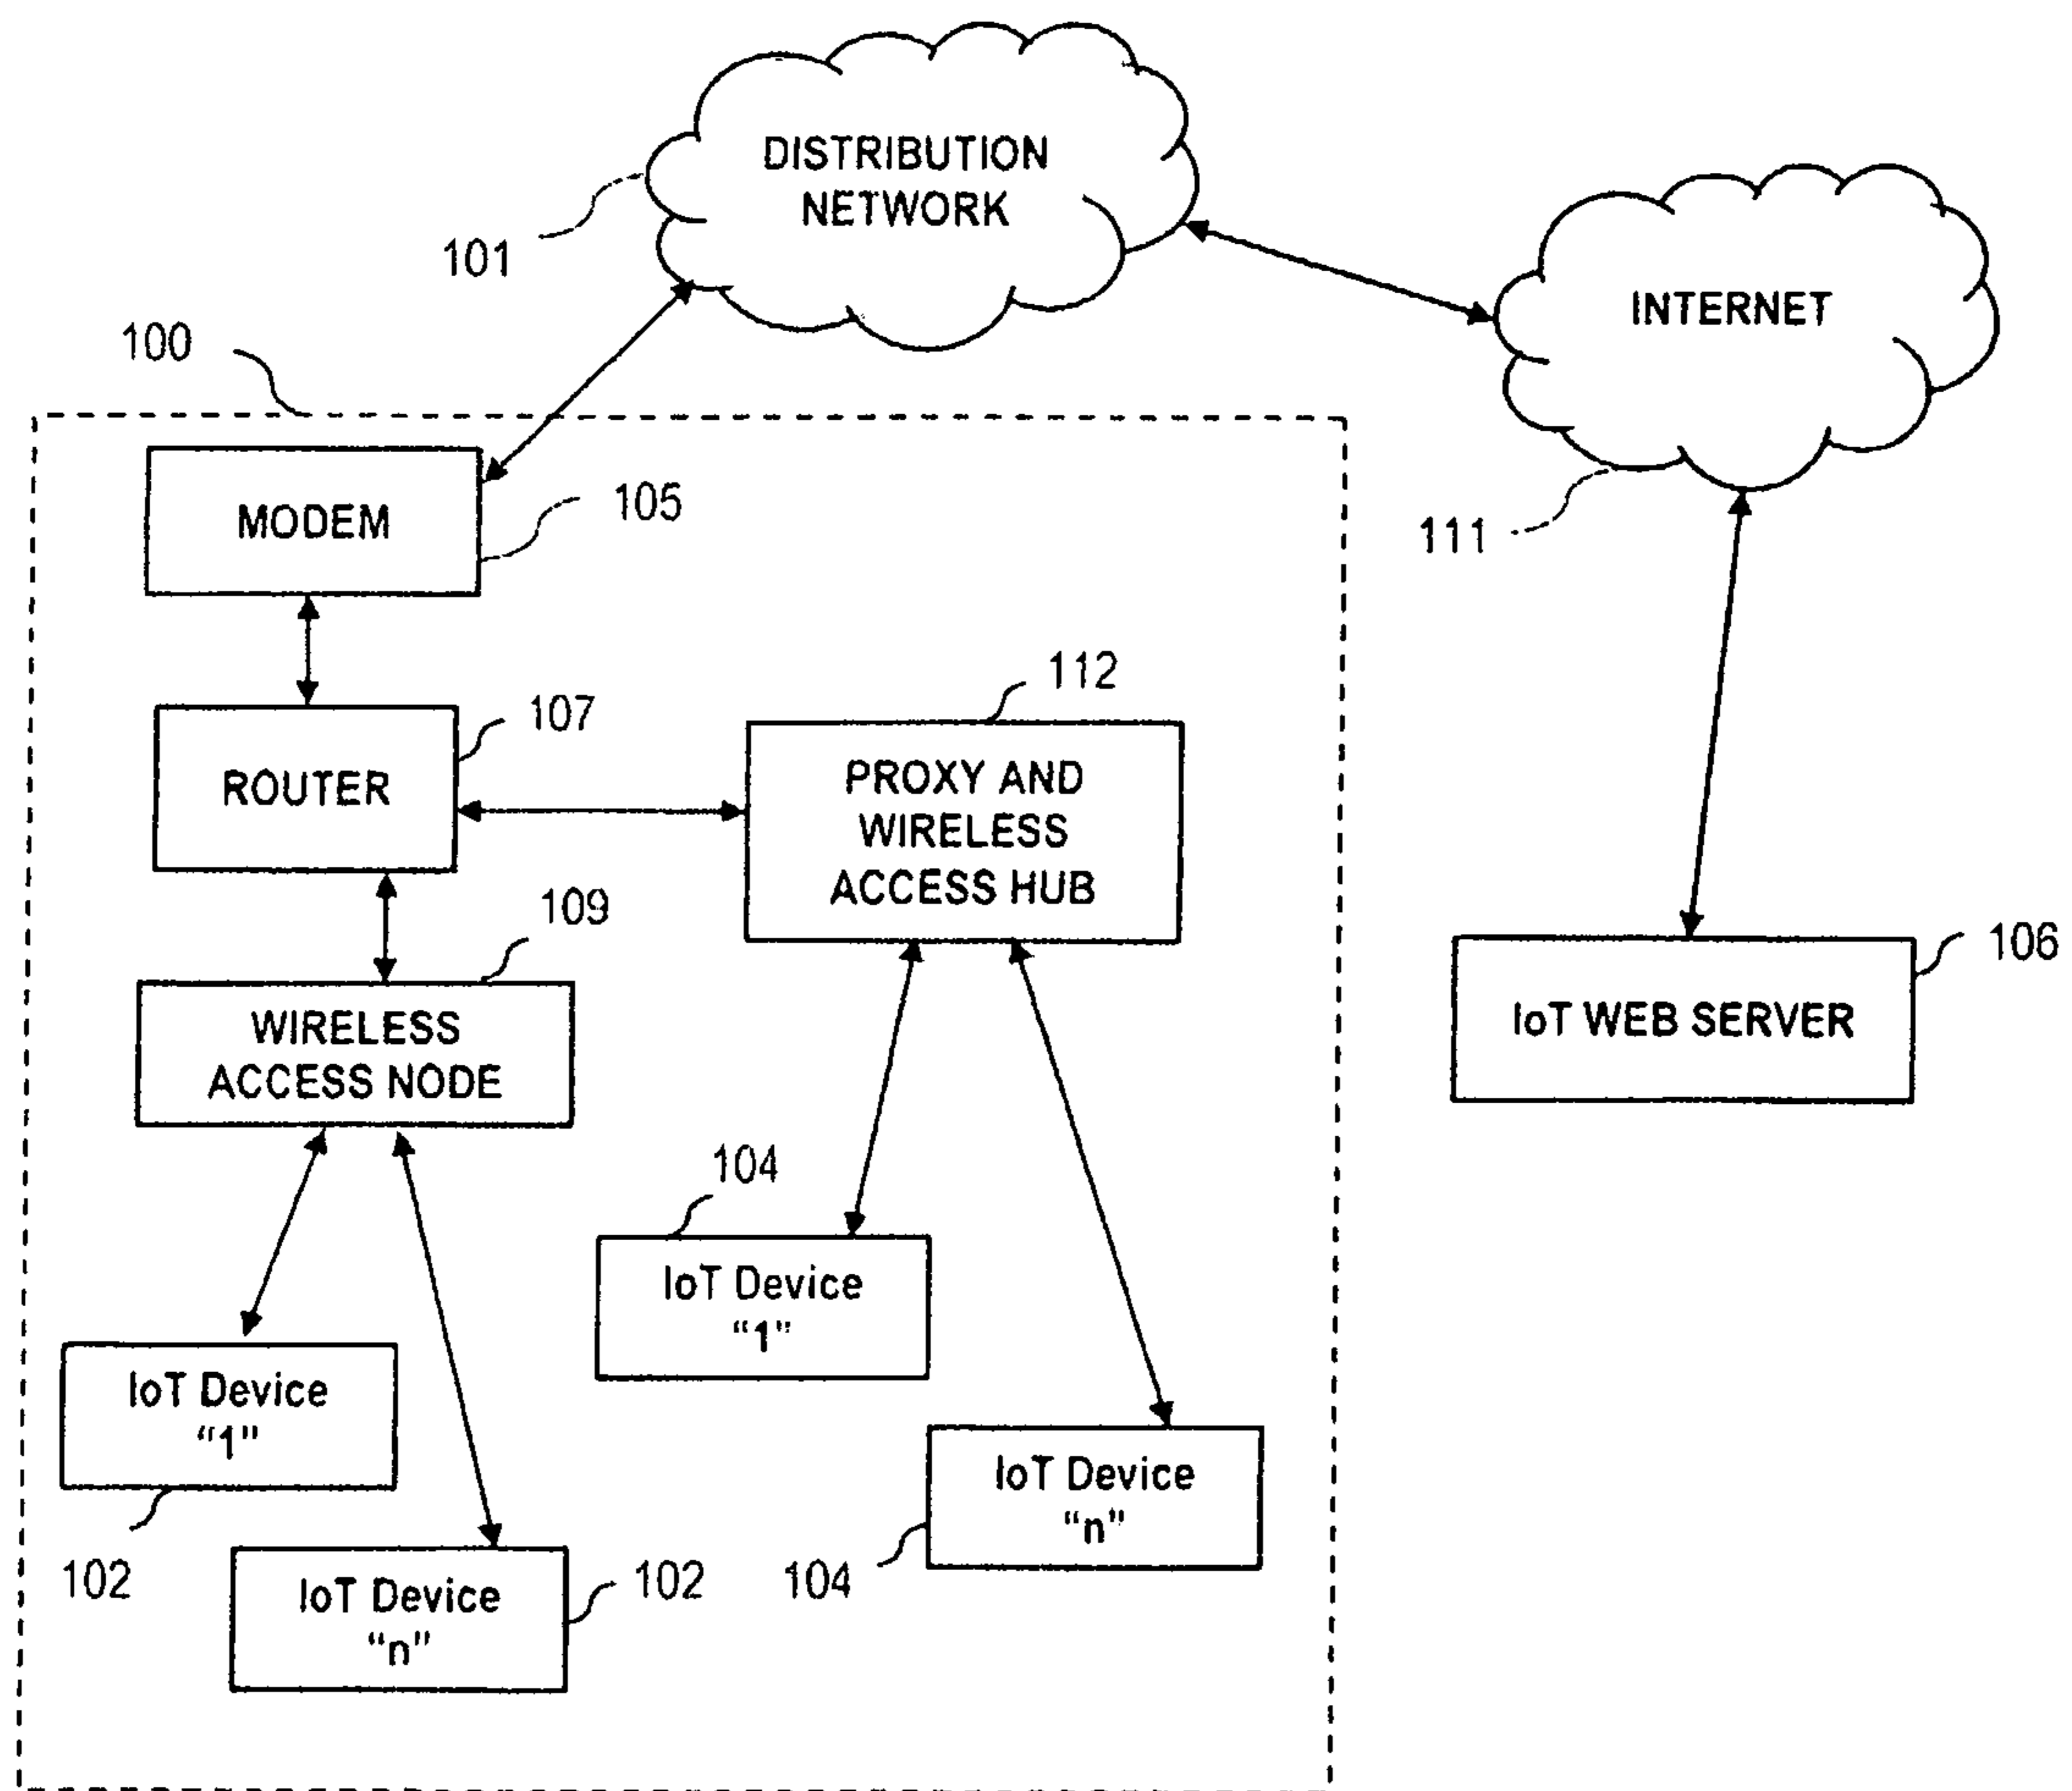 DISTRIBUTION
NETWORK
101
INTERNET
111
100
MODEM
105
ROUTER
107
PROXY AND
WIRELESS
ACCESS HUB
112
WIRELESS
ACCESS NODE
109
IoT WEB SERVER
106
104
IoT Device
“1”
IoT Device
“1”
102
IoT Device
“n”
104
IoT Device
“n”
102